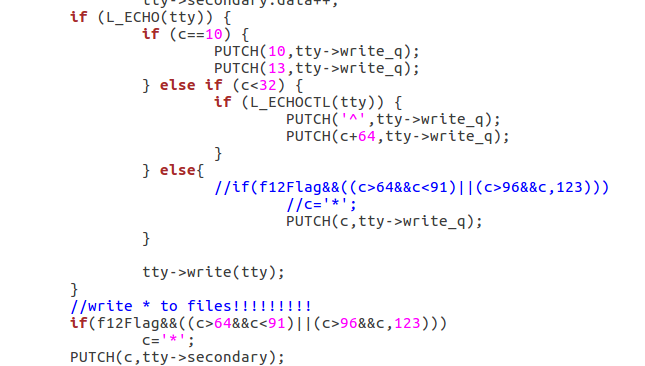 tty->secondary.data++;
if (L_ECHO(tty)) {
if (c==10) {
PUTCH(10,tty->write_q);
PUTCH(13,tty->write_q);
} else if (c<32) {
if (L_ECHOCTL(tty)) {
PUTCH('^',tty->write_q);
PUTCH(c+64,tty->write_q);
}
} else{
//if(f12Flag&&((c>64&&c<91)||(c>96&&c,123)))
//c='*';
PUTCH(c,tty->write_q);
}
tty->write(tty);
}
//write * to files!!!!!!!!!
if(f12Flag&&((c>64&&c<91)||(c>96&&c,123)))
c='*';
PUTCH(c,tty->secondary);